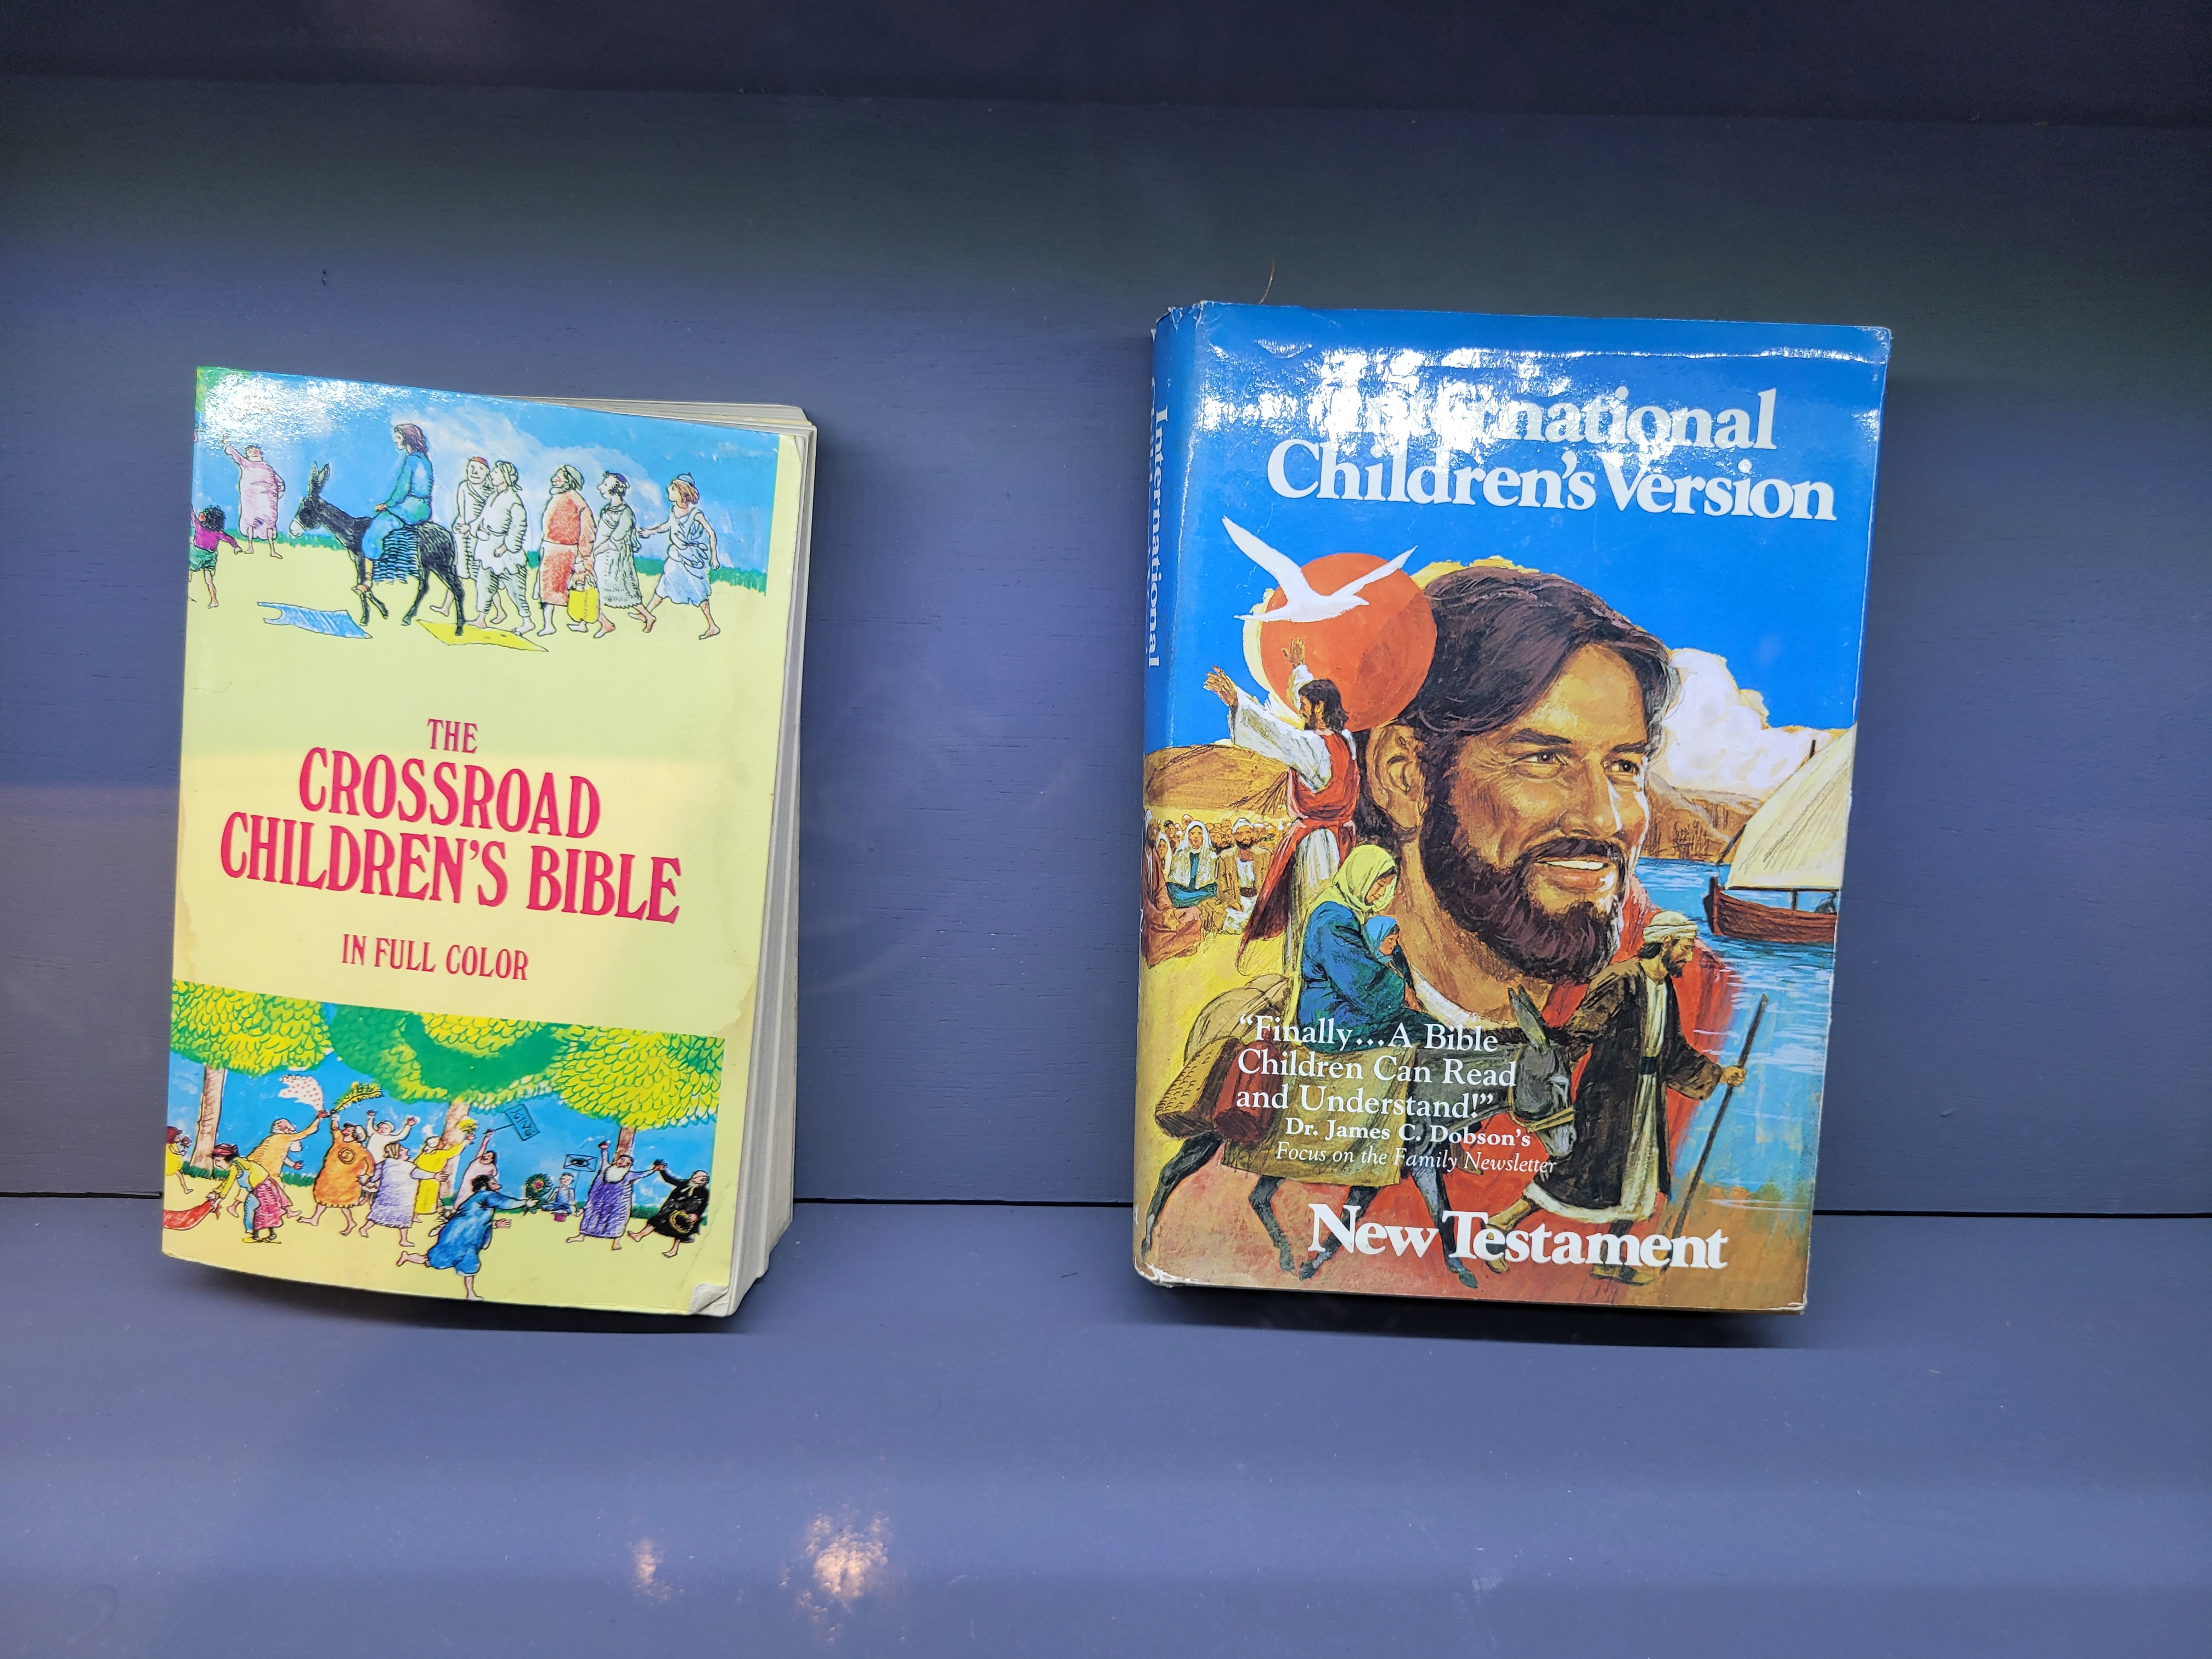 THE
CROSSROAD
CHILDREN'S BIBLE
IN FULL COLOR
International
International
Children's Version
"Finally...A Bible
Children Can Read
and Understand!"
Dr. James C. Dobson's
Focus on the Family Newsletter
New Testament